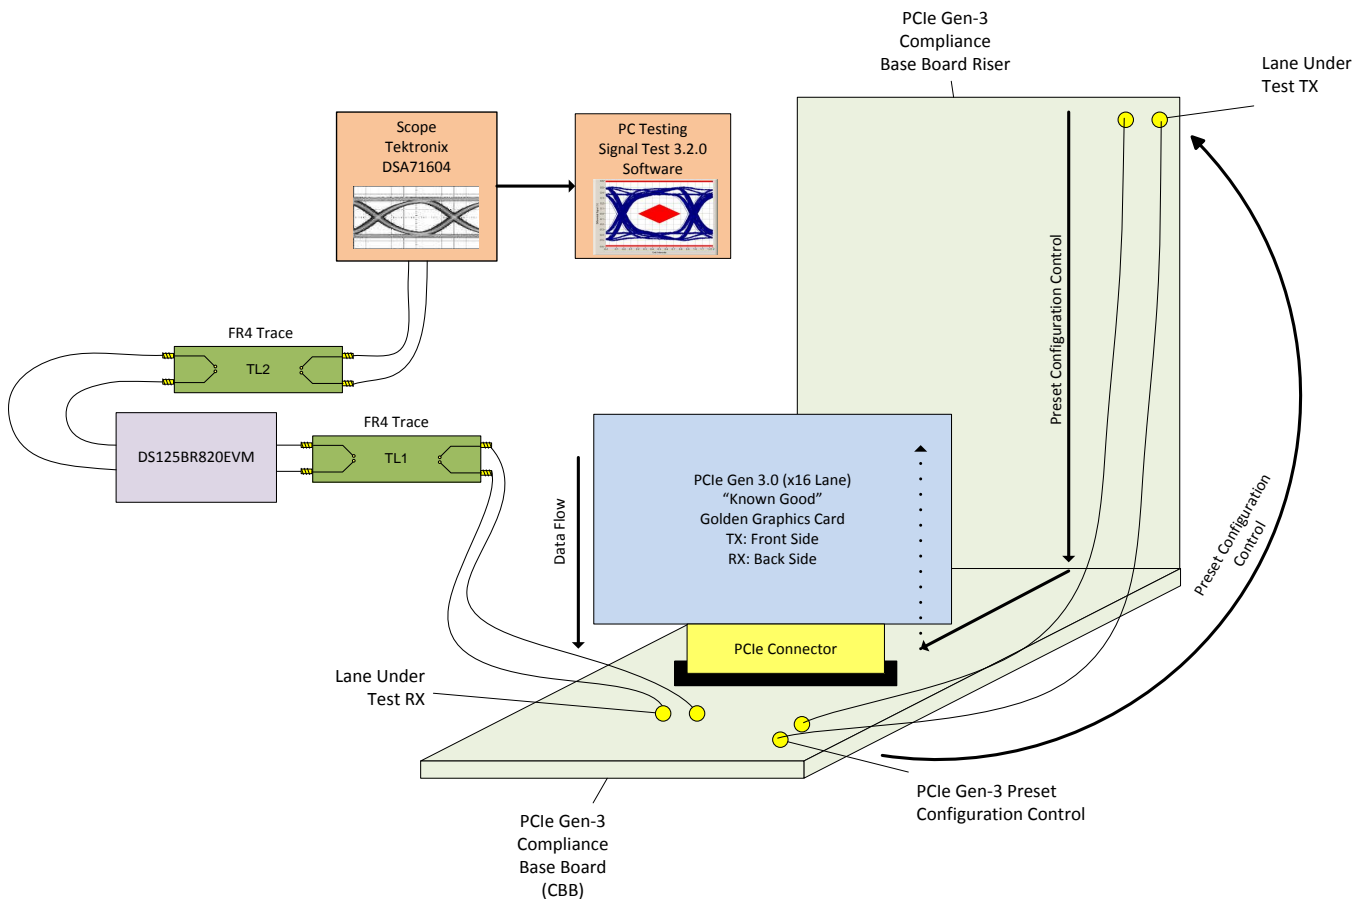 PCIe Gen-3
Compliance
Base Board Riser
Lane Under
Test TX
Scope
Tektronix
DSA71604
PC Testing
Signal Test 3.2.0
Software
Preset Configuration Control
FR4 Trace
TL2
FR4 Trace
TL1
DS125BR820EVM
Data Flow
PCIe Gen 3.0 (x16 Lane)
“Known Good”
Golden Graphics Card
TX: Front Side
RX: Back Side
Preset Configuration
Control
PCIe Connector
Lane Under
Test RX
PCIe Gen-3 Preset
Configuration Control
PCIe Gen-3
Compliance
Base Board
(CBB)